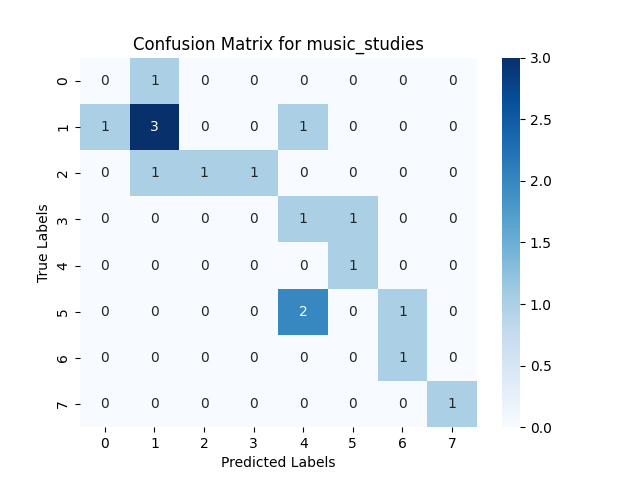 Confusion Matrix for music_studies
0 0 1 0 0 0 0 0 0
1 1 3 0 0 1 0 0 0
2 0 1 1 1 0 0 0 0
3 0 0 0 0 1 1 0 0
4 0 0 0 0 0 1 0 0
5 0 0 0 0 2 0 1 0
6 0 0 0 0 0 0 1 0
7 0 0 0 0 0 0 0 1
0 1 2 3 4 5 6 7
True Labels
Predicted Labels
3.0
2.5
2.0
1.5
1.0
0.5
0.0